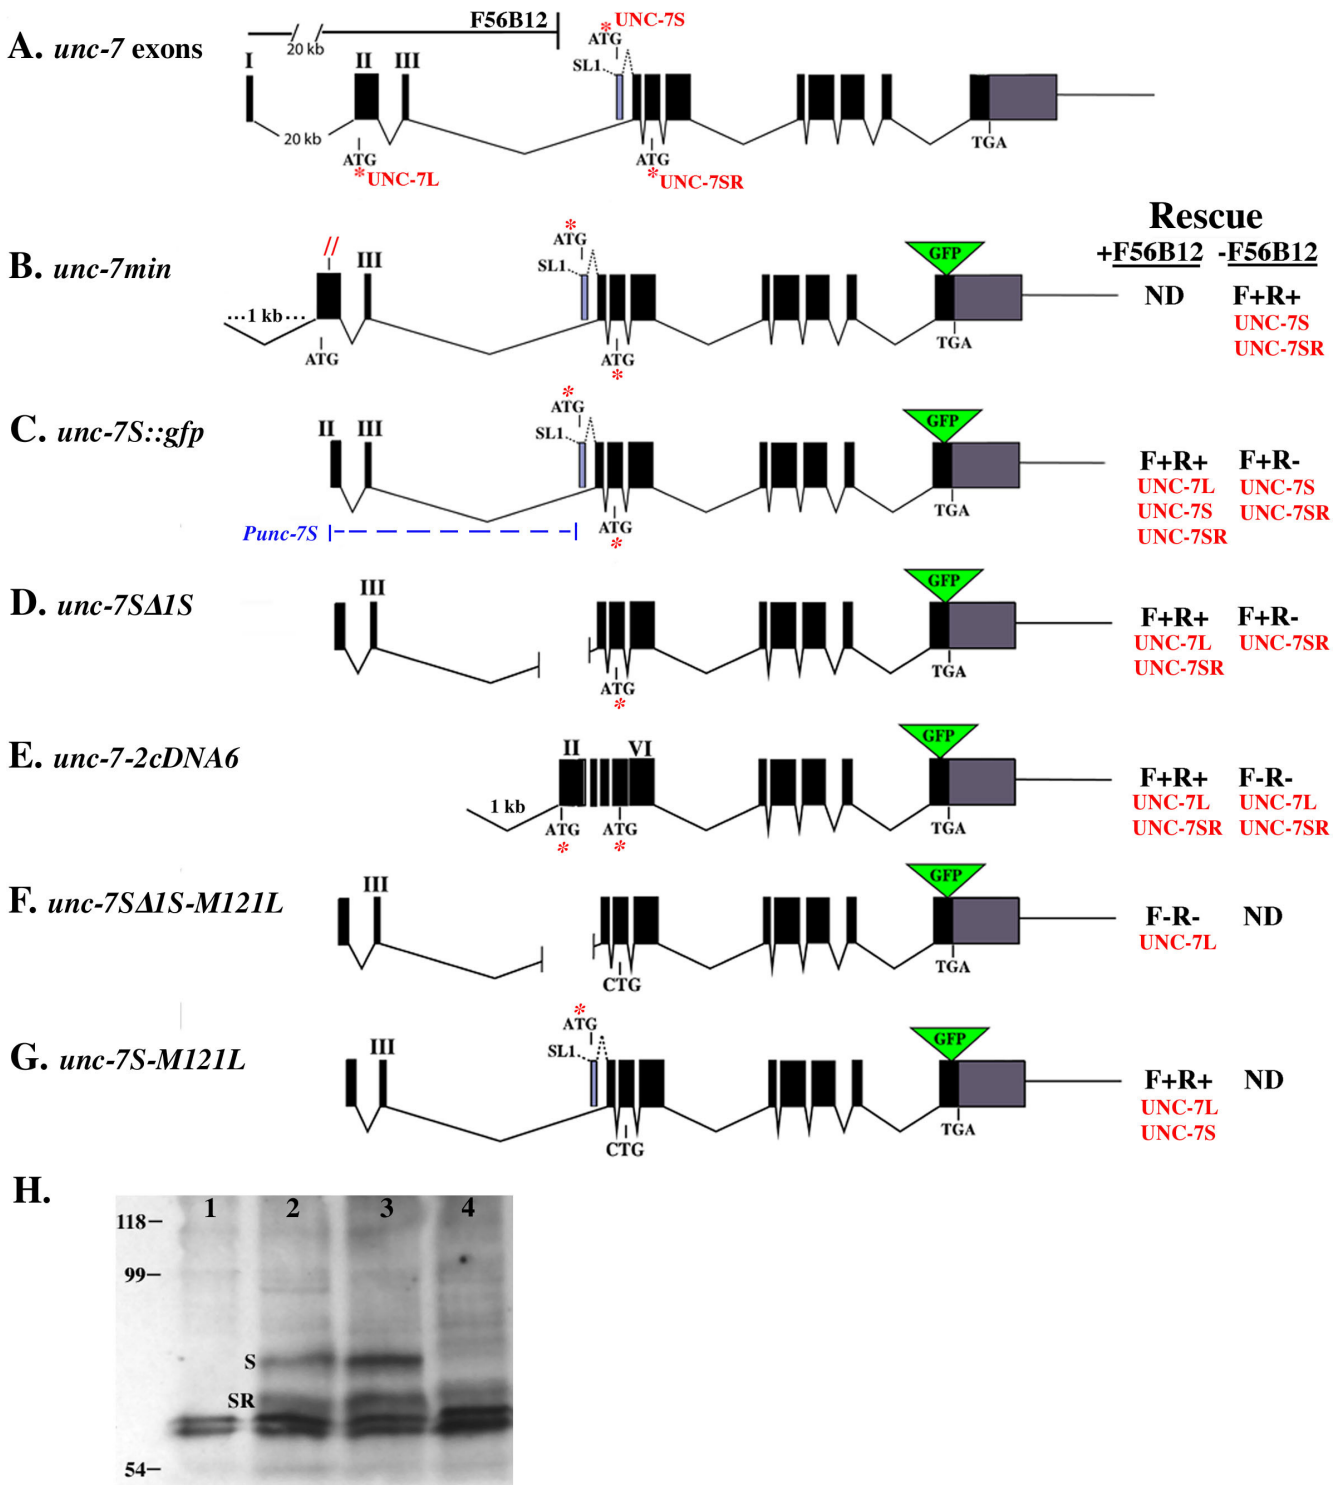 A. unc-7 exons
F56B12
20 kb
ATG
* UNC-7S
SL1
I II III
20 kb
ATG
* UNC-7L
ATG
* UNC-7SR
TGA
Rescue
+F56B12 -F56B12
B. unc-7min
//
III
...1 kb...
ATG
*
ATG
SL1
ATG
*
GFP
TGA
ND F+R+
UNC-7S
UNC-7SR
C. unc-7S::gfp
II III
*
ATG
SL1
Punc-7S
ATG
*
GFP
TGA
F+R+ F+R-
UNC-7L UNC-7S
UNC-7S UNC-7SR
UNC-7SR
D. unc-7SΔ1S
III
ATG
*
GFP
TGA
F+R+ F+R-
UNC-7L UNC-7SR
UNC-7SR
E. unc-7-2cDNA6
II VI
1 kb
ATG ATG
* *
GFP
TGA
F+R+ F-R-
UNC-7L UNC-7L
UNC-7SR UNC-7SR
F. unc-7SΔ1S-M121L
III
CTG
GFP
TGA
F-R- ND
UNC-7L
G. unc-7S-M121L
III
*
ATG
SL1
CTG
GFP
TGA
F+R+ ND
UNC-7L
UNC-7S
H.
1 2 3 4
118–
99–
S
SR
54–